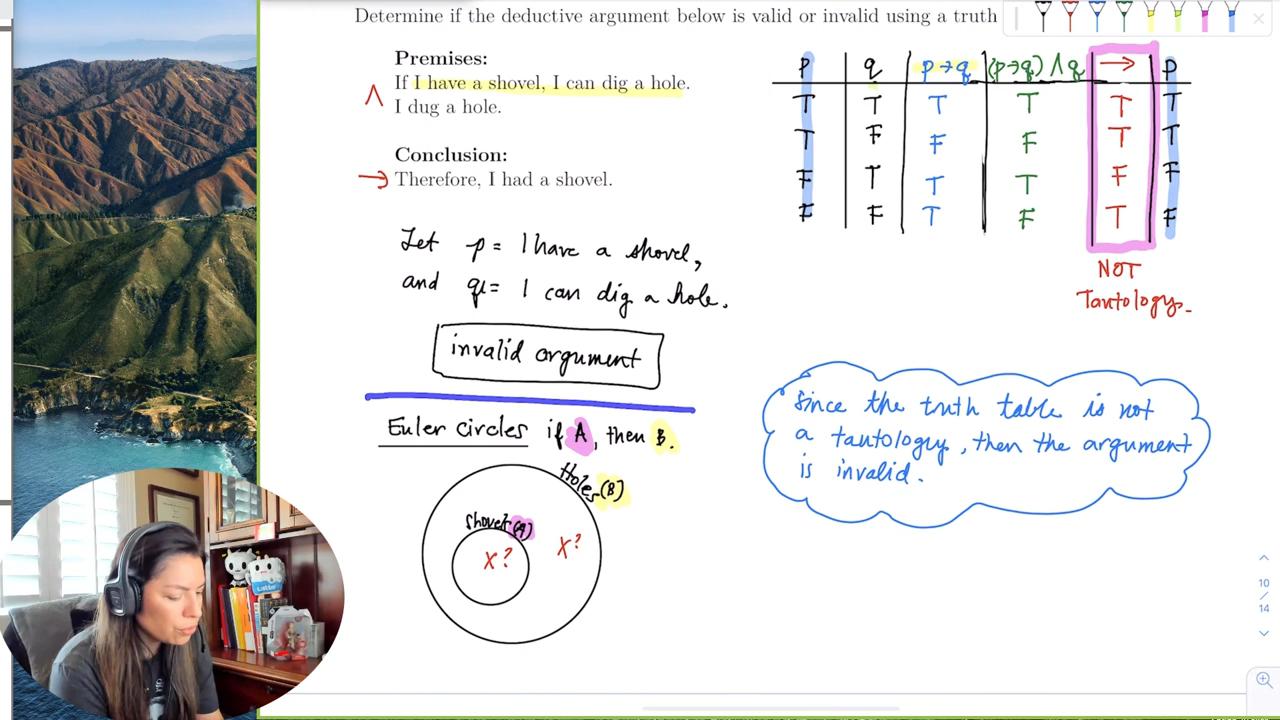 Determine if the deductive argument below is valid or invalid using a truth
Premises:
If I have a shovel, I can dig a hole.
∧
I dug a hole.
Conclusion:
→ Therefore, I had a shovel.
Let p = I have a shovel,
and q = I can dig a hole.
invalid argument
p q p→q (p→q) ∧ q → p
T T T T T T
T F F F T T
F T T T F F
F F T F T F
NOT
Tautology.
Since the truth table is not
a tautology, then the argument
is invalid.
Euler circles if A, then B.
Holes (B)
shovel (A)
X? X?
10
/
14